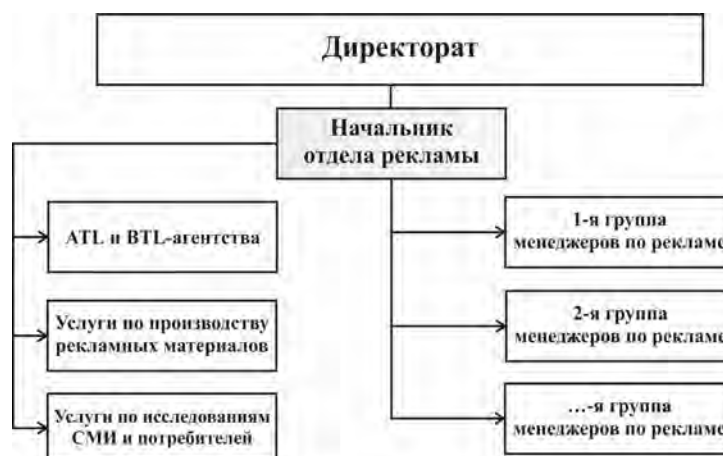 Директорат
Начальник
отдела рекламы
ATL и BTL-агентства
Услуги по производству
рекламных материалов
Услуги по исследованиям
СМИ и потребителей
1-я группа
менеджеров по рекламе
2-я группа
менеджеров по рекламе
...-я группа
менеджеров по рекламе